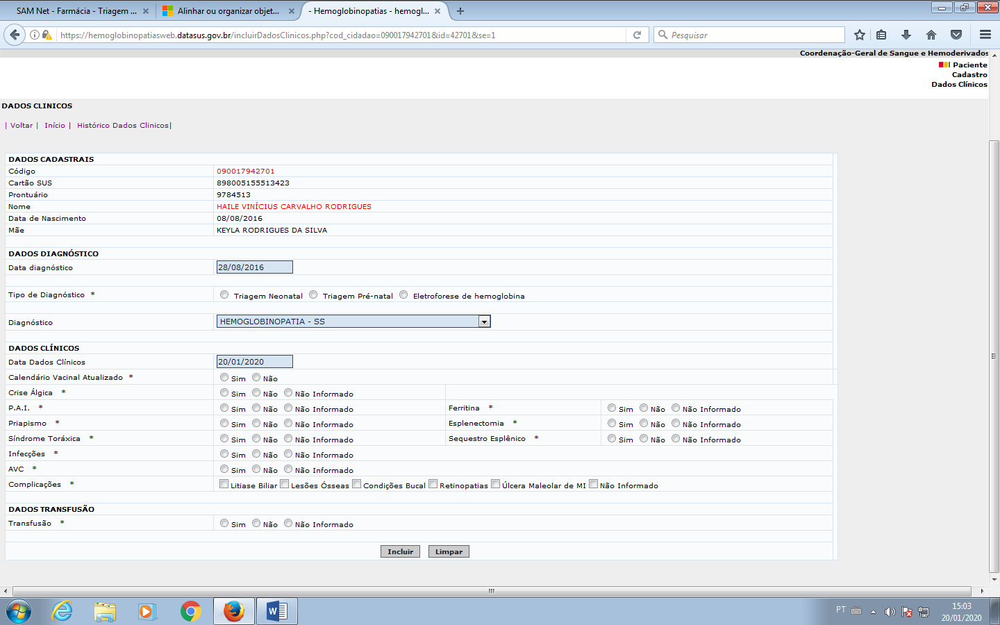 SAM Net - Farmácia - Triagem ...
Alinhar ou organizar objet...
- Hemoglobinopatias - hemogl...
https://hemoglobinopatiasweb.datasus.gov.br/incluirDadosClinicos.php?cod_cidadao=090017942701&id=42701&se=1
Pesquisar
Coordenação-Geral de Sangue e Hemoderivados
Paciente
Cadastro
Dados Clínicos
DADOS CLINICOS
| Voltar | Início | Histórico Dados Clinicos|
DADOS CADASTRAIS
Código 090017942701
Cartão SUS 898005155513423
Prontuário 9784513
Nome HAILE VINÍCIUS CARVALHO RODRIGUES
Data de Nascimento 08/08/2016
Mãe KEYLA RODRIGUES DA SILVA
DADOS DIAGNÓSTICO
Data diagnóstico 28/08/2016
Tipo de Diagnóstico * Triagem Neonatal Triagem Pré-natal Eletroforese de hemoglobina
Diagnóstico HEMOGLOBINOPATIA - SS
DADOS CLÍNICOS
Data Dados Clínicos 20/01/2020
Calendário Vacinal Atualizado * Sim Não
Crise Álgica * Sim Não Não Informado
P.A.I. * Sim Não Não Informado Ferritina * Sim Não Não Informado
Priapismo * Sim Não Não Informado Esplenectomia * Sim Não Não Informado
Síndrome Toráxica * Sim Não Não Informado Sequestro Esplênico * Sim Não Não Informado
Infecções * Sim Não Não Informado
AVC * Sim Não Não Informado
Complicações * Litiase Biliar Lesões Ósseas Condições Bucal Retinopatias Úlcera Maleolar de MI Não Informado
DADOS TRANSFUSÃO
Transfusão * Sim Não Não Informado
Incluir Limpar
PT
15:03
20/01/2020